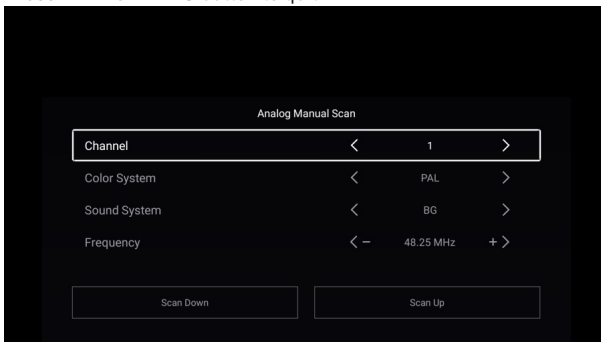 Analog Manual Scan
Channel < 1 >
Color System < PAL >
Sound System < BG >
Frequency < − 48.25 MHz + >
Scan Down Scan Up